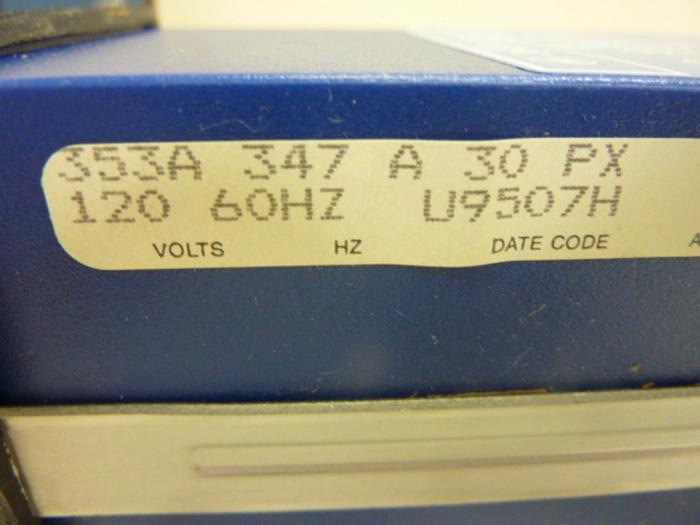 353A 347 A 30 PX
120 60HZ U9507H
VOLTS HZ DATE CODE A